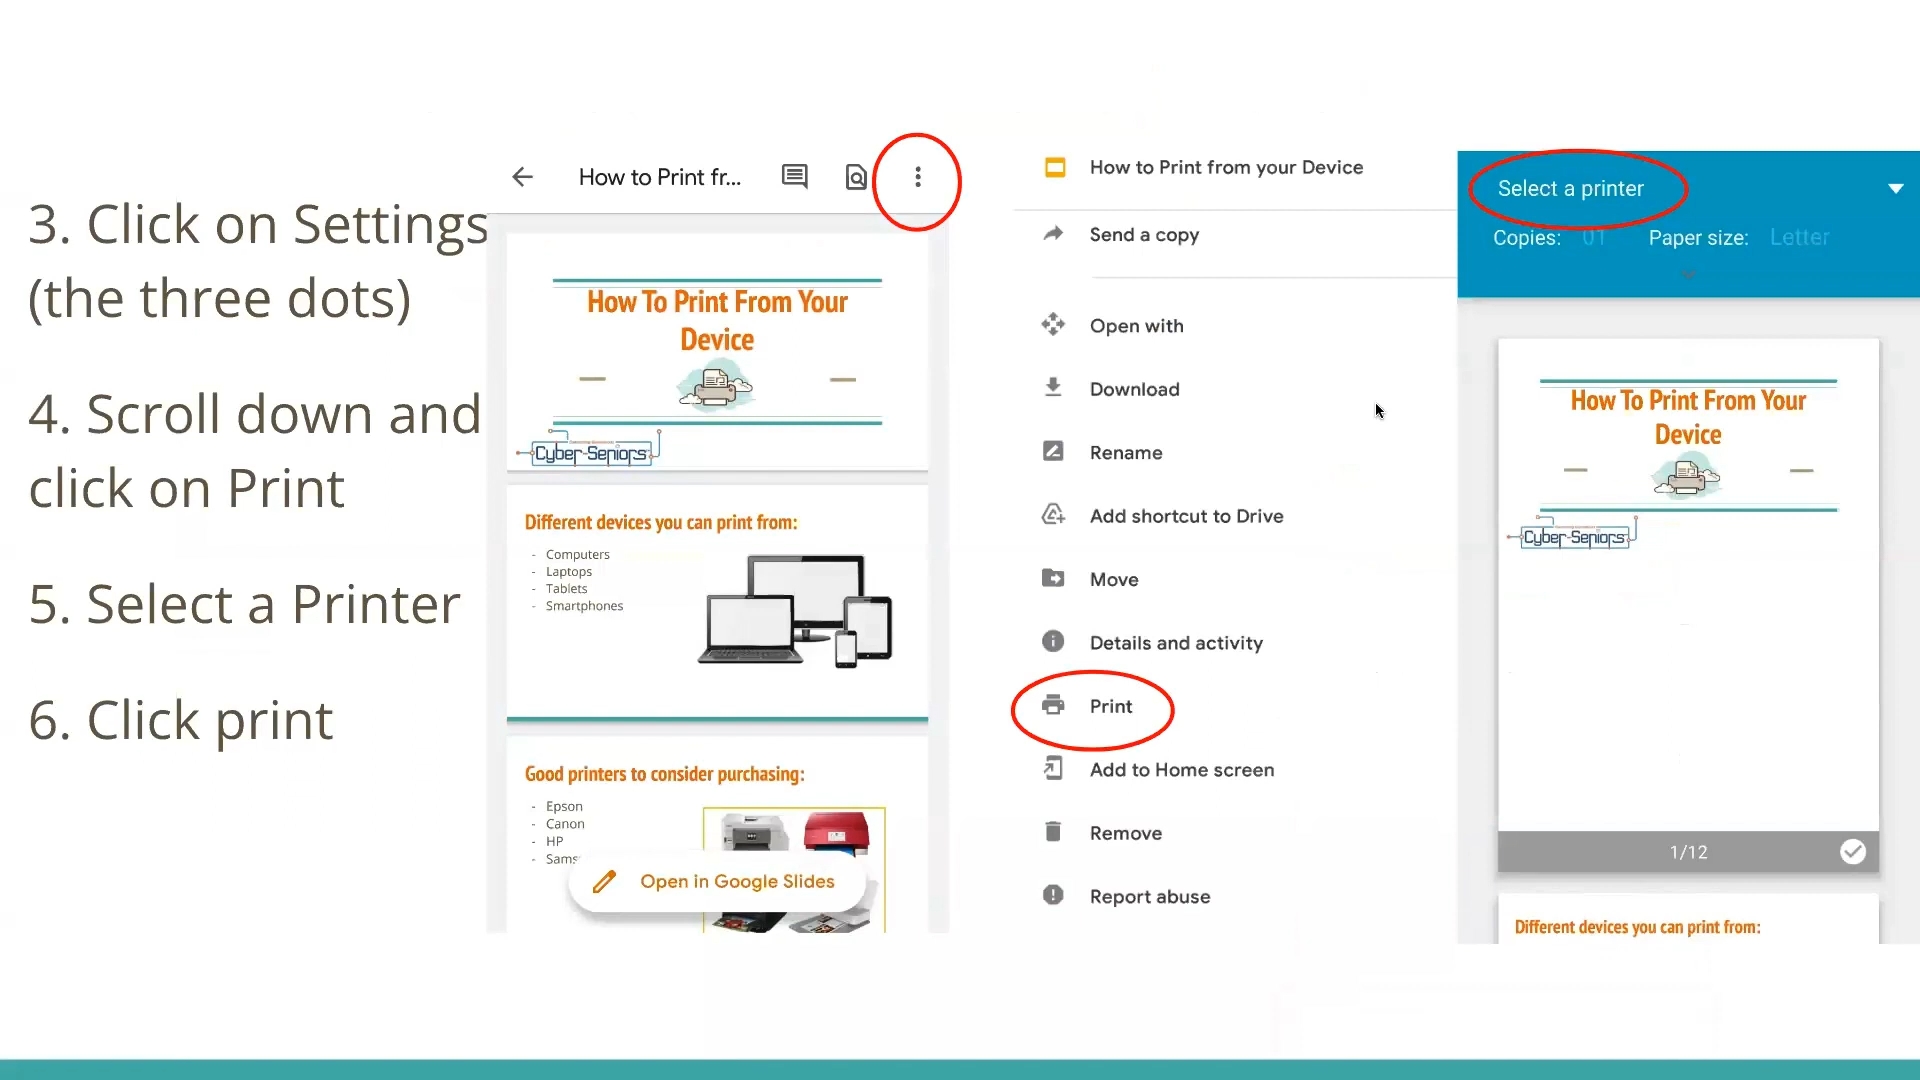 3. Click on Settings
(the three dots)
4. Scroll down and
click on Print
5. Select a Printer
6. Click print
How to Print fr...
How To Print From Your
Device
Cyber-Seniors
Different devices you can print from:
- Computers
- Laptops
- Tablets
- Smartphones
Good printers to consider purchasing:
- Epson
- Canon
- HP
- Sams
Open in Google Slides
How to Print from your Device
Send a copy
Open with
Download
Rename
Add shortcut to Drive
Move
Details and activity
Print
Add to Home screen
Remove
Report abuse
Select a printer
Copies: 01 Paper size: Letter
How To Print From Your
Device
Cyber-Seniors
1/12
Different devices you can print from: